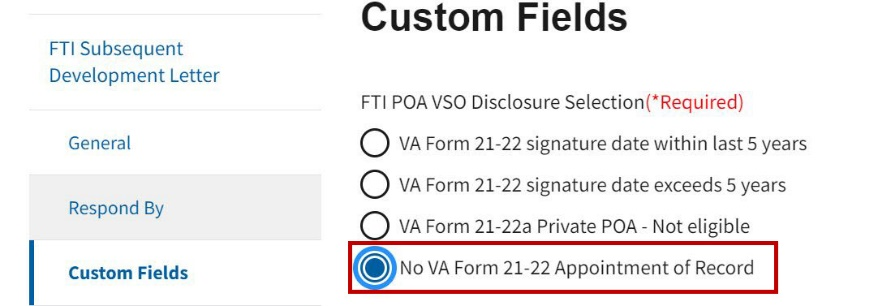 Custom Fields
FTI Subsequent
Development Letter
General
Respond By
Custom Fields
FTI POA VSO Disclosure Selection(*Required)
VA Form 21-22 signature date within last 5 years
VA Form 21-22 signature date exceeds 5 years
VA Form 21-22a Private POA - Not eligible
No VA Form 21-22 Appointment of Record